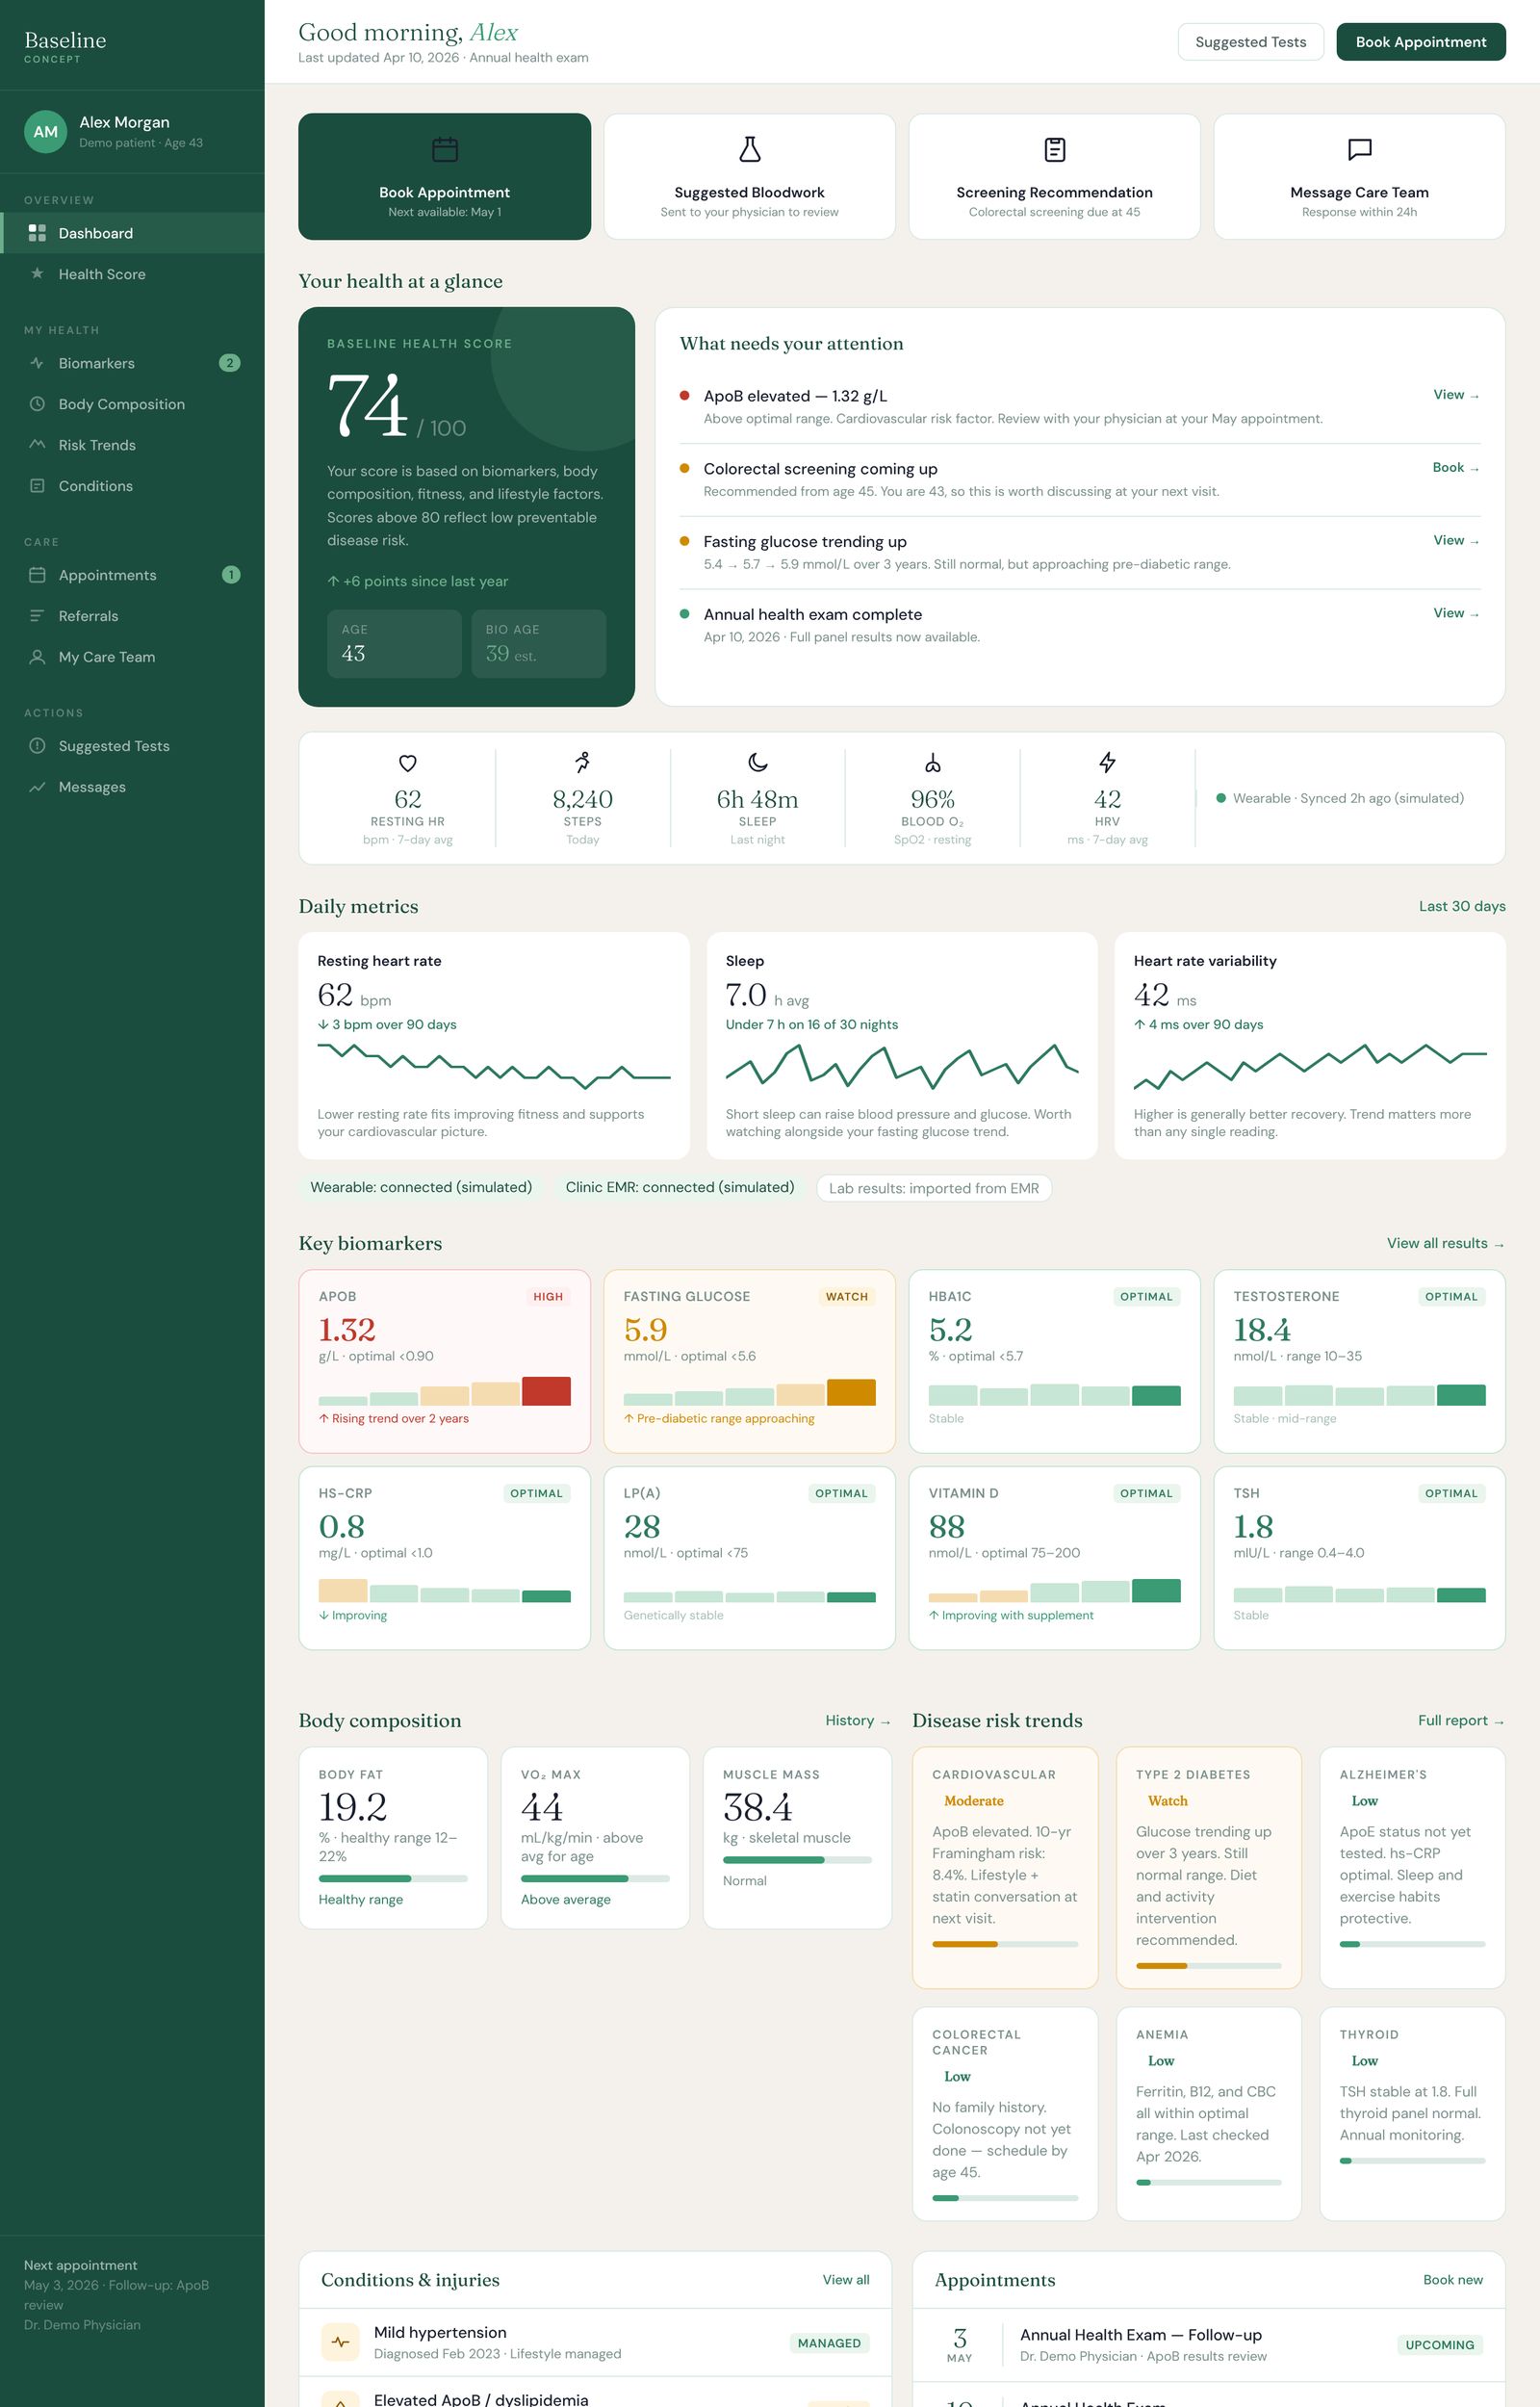 Baseline
CONCEPT
AM
Alex Morgan
Demo patient · Age 43
OVERVIEW
Dashboard
Health Score
MY HEALTH
Biomarkers
2
Body Composition
Risk Trends
Conditions
CARE
Appointments
1
Referrals
My Care Team
ACTIONS
Suggested Tests
Messages
Next appointment
May 3, 2026 · Follow-up: ApoB
review
Dr. Demo Physician
Good morning, Alex
Last updated Apr 10, 2026 · Annual health exam
Suggested Tests
Book Appointment
Book Appointment
Next available: May 1
Suggested Bloodwork
Sent to your physician to review
Screening Recommendation
Colorectal screening due at 45
Message Care Team
Response within 24h
Your health at a glance
BASELINE HEALTH SCORE
74 / 100
Your score is based on biomarkers, body
composition, fitness, and lifestyle factors.
Scores above 80 reflect low preventable
disease risk.
↑ +6 points since last year
AGE
43
BIO AGE
39 est.
What needs your attention
ApoB elevated — 1.32 g/L
View →
Above optimal range. Cardiovascular risk factor. Review with your physician at your May appointment.
Colorectal screening coming up
Book →
Recommended from age 45. You are 43, so this is worth discussing at your next visit.
Fasting glucose trending up
View →
5.4 → 5.7 → 5.9 mmol/L over 3 years. Still normal, but approaching pre-diabetic range.
Annual health exam complete
View →
Apr 10, 2026 · Full panel results now available.
62
RESTING HR
bpm · 7-day avg
8,240
STEPS
Today
6h 48m
SLEEP
Last night
96%
BLOOD O₂
SpO2 · resting
42
HRV
ms · 7-day avg
Wearable · Synced 2h ago (simulated)
Daily metrics
Last 30 days
Resting heart rate
62 bpm
↓ 3 bpm over 90 days
Lower resting rate fits improving fitness and supports
your cardiovascular picture.
Sleep
7.0 h avg
Under 7 h on 16 of 30 nights
Short sleep can raise blood pressure and glucose. Worth
watching alongside your fasting glucose trend.
Heart rate variability
42 ms
↑ 4 ms over 90 days
Higher is generally better recovery. Trend matters more
than any single reading.
Wearable: connected (simulated)
Clinic EMR: connected (simulated)
Lab results: imported from EMR
Key biomarkers
View all results →
APOB
HIGH
1.32
g/L · optimal <0.90
↑ Rising trend over 2 years
FASTING GLUCOSE
WATCH
5.9
mmol/L · optimal <5.6
↑ Pre-diabetic range approaching
HBA1C
OPTIMAL
5.2
% · optimal <5.7
Stable
TESTOSTERONE
OPTIMAL
18.4
nmol/L · range 10–35
Stable · mid-range
HS-CRP
OPTIMAL
0.8
mg/L · optimal <1.0
↓ Improving
LP(A)
OPTIMAL
28
nmol/L · optimal <75
Genetically stable
VITAMIN D
OPTIMAL
88
nmol/L · optimal 75–200
↑ Improving with supplement
TSH
OPTIMAL
1.8
mIU/L · range 0.4–4.0
Stable
Body composition
History →
BODY FAT
19.2
% · healthy range 12–
22%
Healthy range
VO₂ MAX
44
mL/kg/min · above
avg for age
Above average
MUSCLE MASS
38.4
kg · skeletal muscle
Normal
Disease risk trends
Full report →
CARDIOVASCULAR
Moderate
ApoB elevated. 10-yr
Framingham risk:
8.4%. Lifestyle +
statin conversation at
next visit.
TYPE 2 DIABETES
Watch
Glucose trending up
over 3 years. Still
normal range. Diet
and activity
intervention
recommended.
ALZHEIMER'S
Low
ApoE status not yet
tested. hs-CRP
optimal. Sleep and
exercise habits
protective.
COLORECTAL
CANCER
Low
No family history.
Colonoscopy not yet
done — schedule by
age 45.
ANEMIA
Low
Ferritin, B12, and CBC
all within optimal
range. Last checked
Apr 2026.
THYROID
Low
TSH stable at 1.8. Full
thyroid panel normal.
Annual monitoring.
Conditions & injuries
View all
Mild hypertension
Diagnosed Feb 2023 · Lifestyle managed
MANAGED
Elevated ApoB / dyslipidemia
Appointments
Book new
3
MAY
Annual Health Exam — Follow-up
Dr. Demo Physician · ApoB results review
UPCOMING
Annual Health Exam